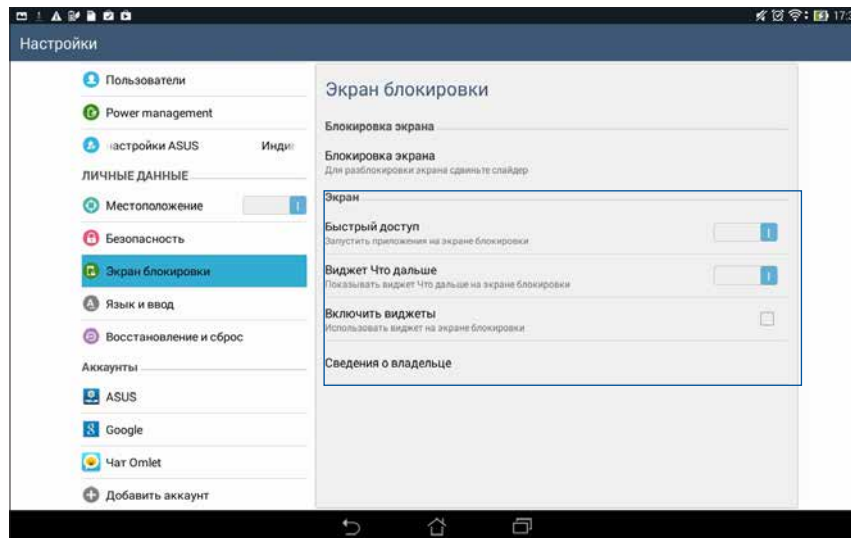 17:3
Настройки
Пользователи
Power management
астройки ASUS Инди
ЛИЧНЫЕ ДАННЫЕ
Местоположение
Безопасность
Экран блокировки
Язык и ввод
Восстановление и сброс
Аккаунты
ASUS
Google
Чат Omlet
Добавить аккаунт
Экран блокировки
Блокировка экрана
Блокировка экрана
Для разблокировки экрана сдвиньте слайдер
Экран
Быстрый доступ
Запустить приложения на экране блокировки
Виджет Что дальше
Показывать виджет Что дальше на экране блокировки
Включить виджеты
Использовать виджет на экране блокировки
Сведения о владельце